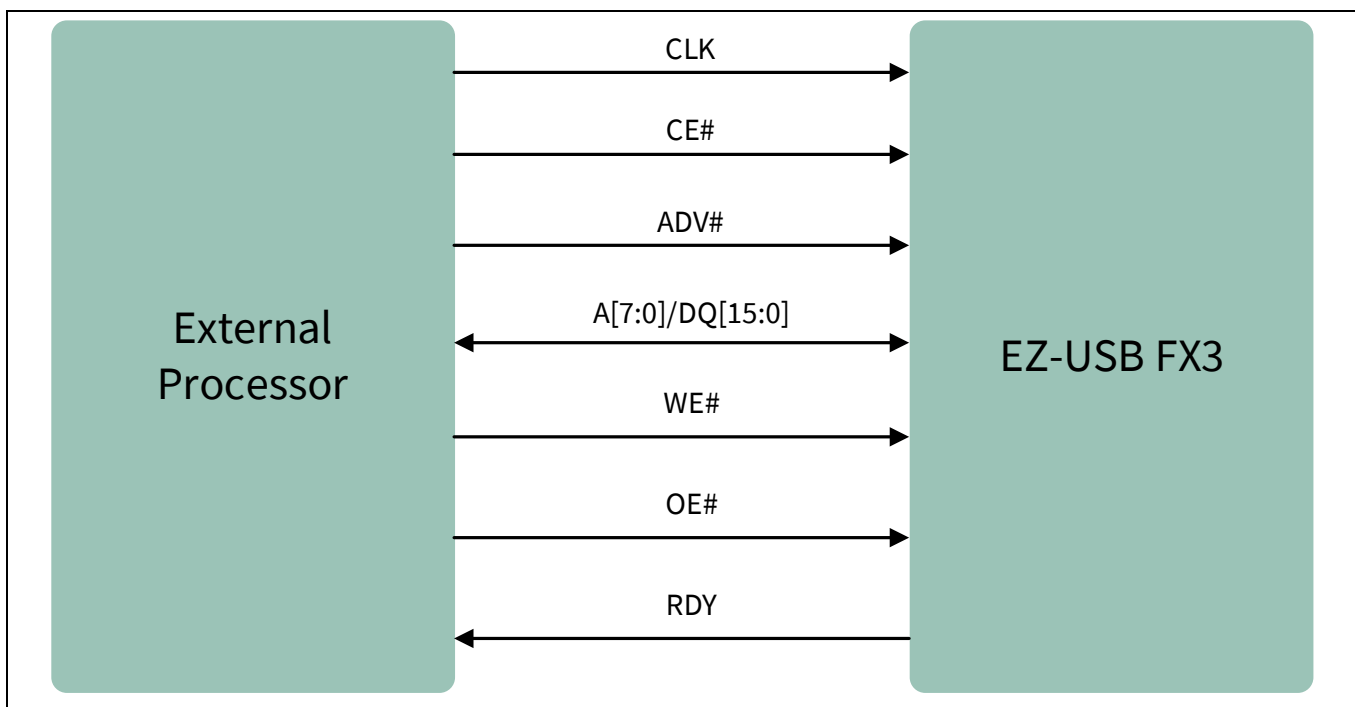 CLK
CE#
ADV#
A[7:0]/DQ[15:0]
External
Processor
EZ-USB FX3
WE#
OE#
RDY